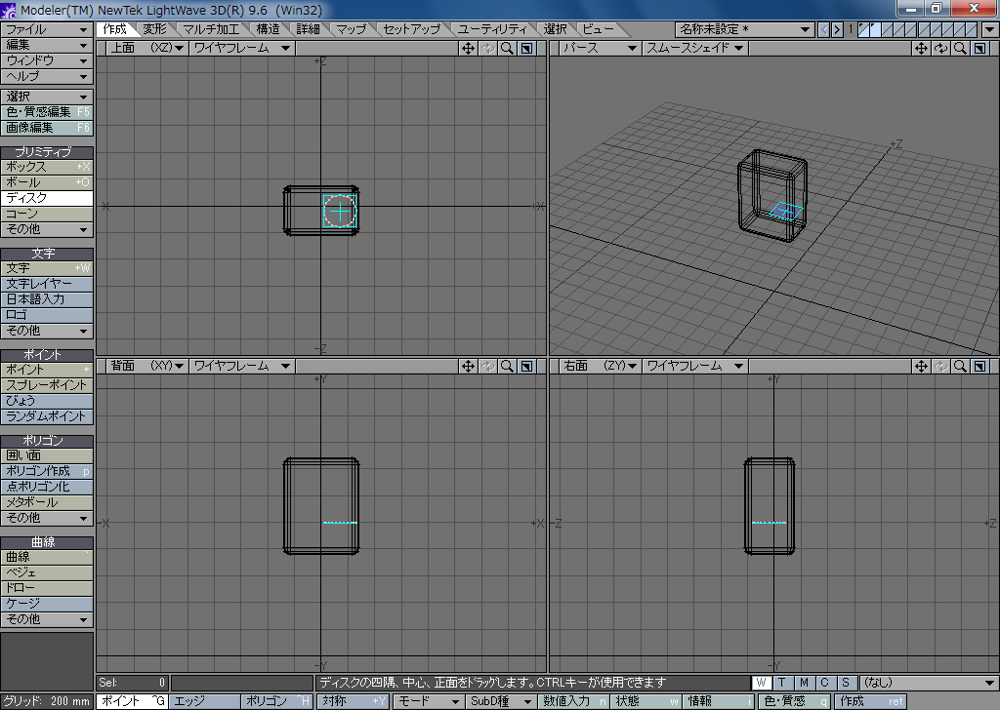 Modeler(TM) NewTek LightWave 3D(R) 9.6 (Win32)
ファイル 作成 変形 マルチ加工 構造 詳細 マップ セットアップ ユーティリティ 選択 ビュー 名称未設定 * < > 1
編集 上面 (XZ) ワイヤフレーム パース スムースシェイド
ウィンドウ
ヘルプ
選択
色・質感編集 F5
画像編集 F6
プリミティブ
ボックス +X
ボール +O
ディスク
コーン
その他
文字
文字 +W
文字レイヤー
日本語入力
ロゴ
その他
ポイント
ポイント +
スプレーポイント
びょう
ランダムポイント
ポリゴン
囲い面
ポリゴン作成 p
点ポリゴン化
メタボール
その他
曲線
曲線
ベジェ
ドロー
ケージ
その他
+Z
-X +X
-Z
+Z
背面 (XY) ワイヤフレーム 右面 (ZY) ワイヤフレーム
+Y +Y
-X +X -Z +Z
-Y -Y
Sel: 0 ディスクの四隅、中心、正面をドラッグします。CTRLキーが使用できます W T M C S (なし)
グリッド: 200 mm ポイント ^G エッジ ポリゴン ^H 対称 +Y モード SubD種 数値入力 n 状態 w 情報 i 色・質感 q 作成 ret